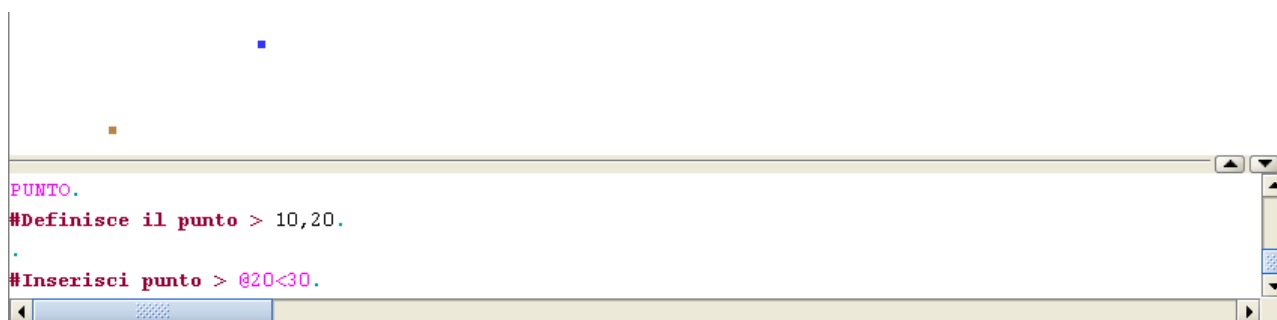 PUNTO.
#Definisce il punto > 10,20.
.
#Inserisci punto > @20<30.